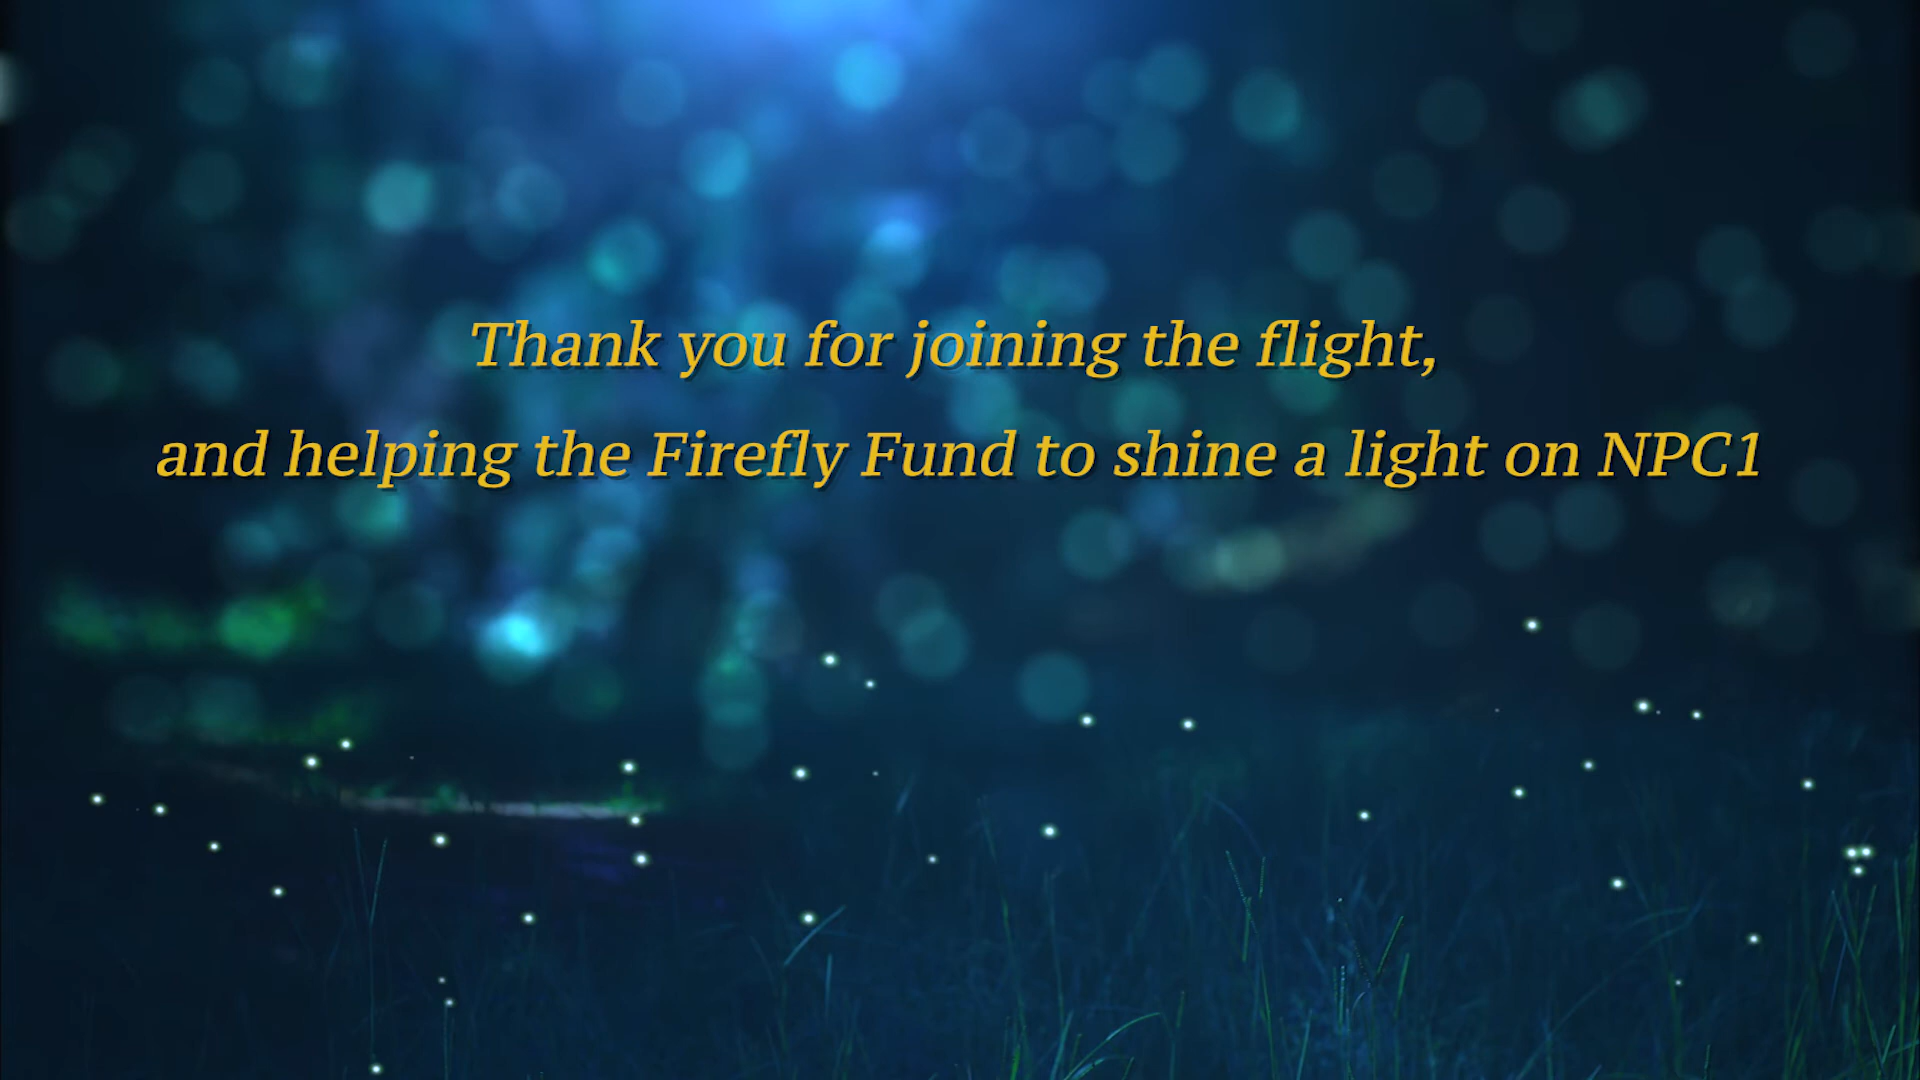 Thank you for joining the flight,
and helping the Firefly Fund to shine a light on NPC1